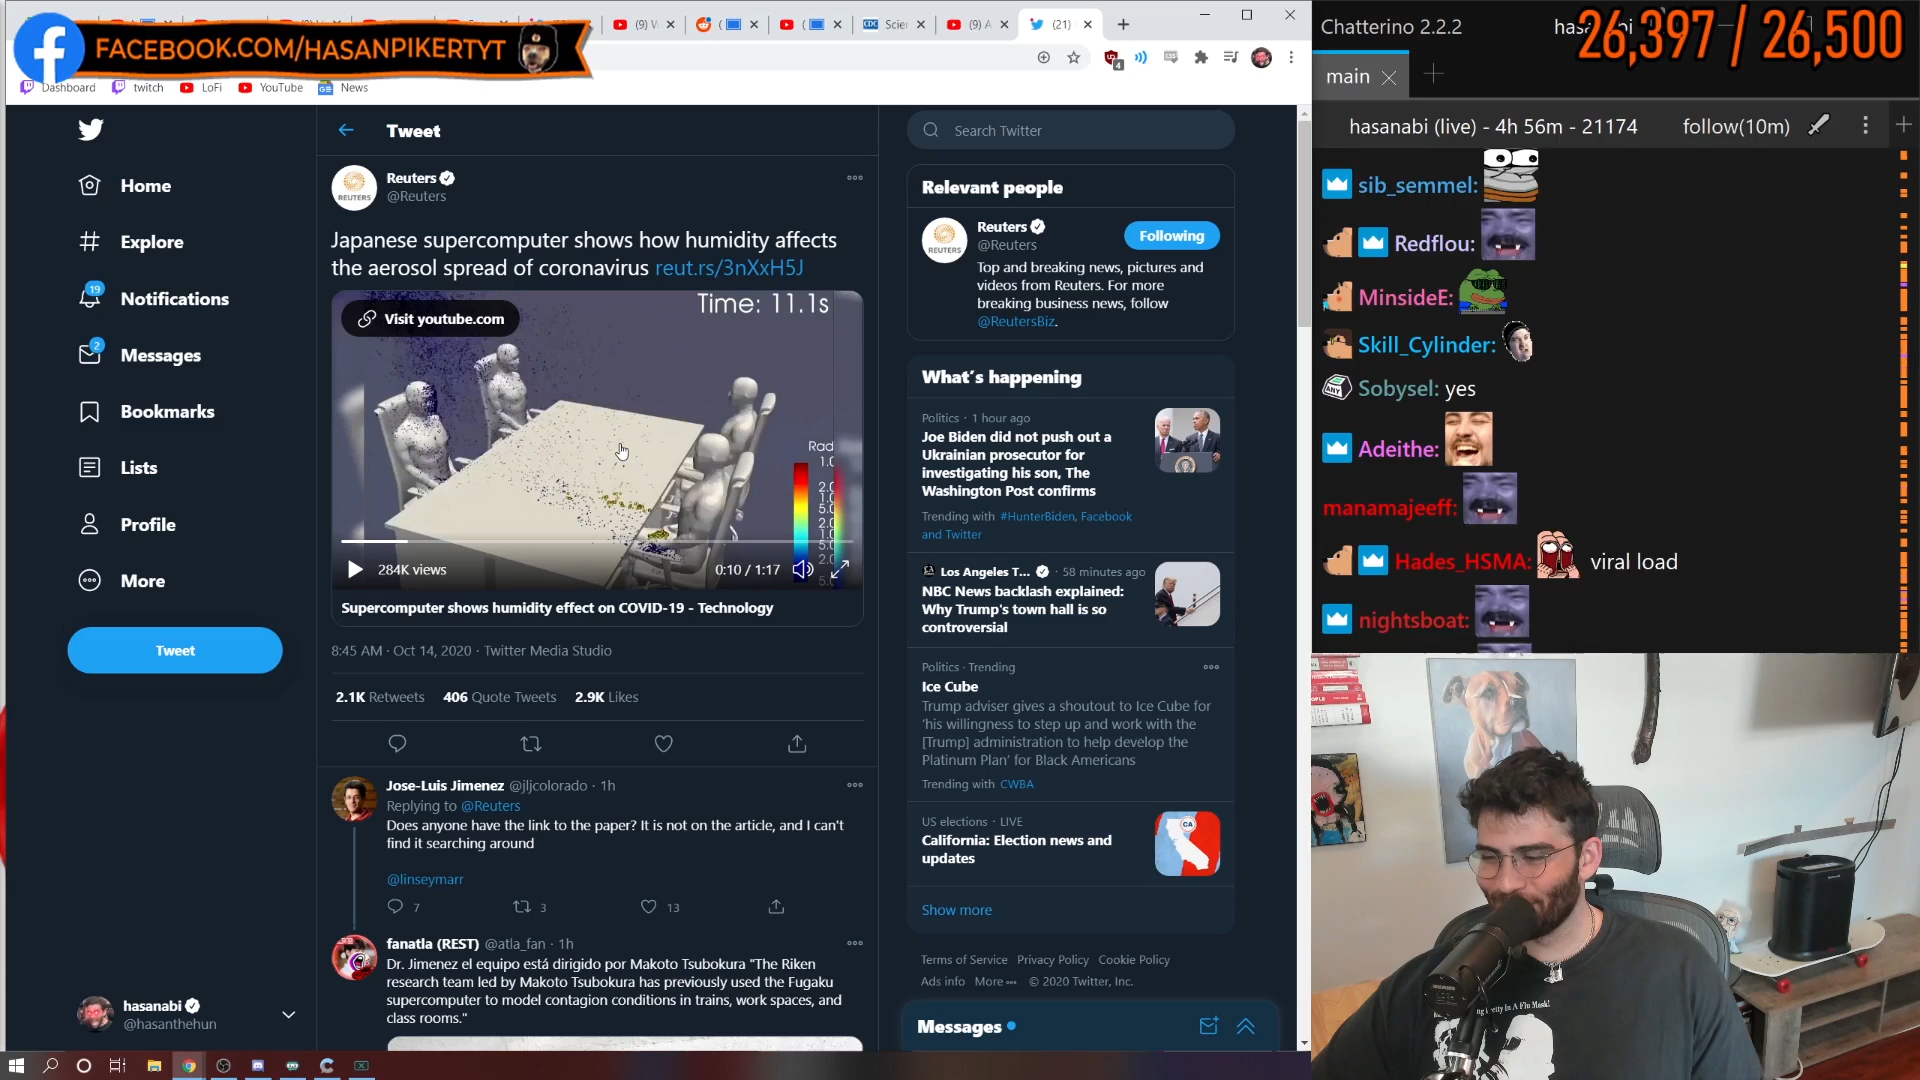 FACEBOOK.COM/HASANPIKERTYT
(9)
Scien
(9) A
(21)
Dashboard
twitch
LoFi
YouTube
News
Home
Explore
19
Notifications
2
Messages
Bookmarks
Lists
Profile
More
Tweet
hasanabi
@hasanthehun
Tweet
REUTERS
Reuters
@Reuters
Japanese supercomputer shows how humidity affects
the aerosol spread of coronavirus reut.rs/3nXxH5J
Visit youtube.com
Time: 11.1s
Rad
284K views
0:10 / 1:17
Supercomputer shows humidity effect on COVID-19 - Technology
8:45 AM · Oct 14, 2020 · Twitter Media Studio
2.1K Retweets 406 Quote Tweets 2.9K Likes
Jose-Luis Jimenez @jljcolorado · 1h
Replying to @Reuters
Does anyone have the link to the paper? It is not on the article, and I can't
find it searching around
@linseymarr
7 3 13
fanatla (REST) @atla_fan · 1h
Dr. Jimenez el equipo está dirigido por Makoto Tsubokura "The Riken
research team led by Makoto Tsubokura has previously used the Fugaku
supercomputer to model contagion conditions in trains, work spaces, and
class rooms."
Search Twitter
Relevant people
REUTERS
Reuters
@Reuters
Following
Top and breaking news, pictures and
videos from Reuters. For more
breaking business news, follow
@ReutersBiz.
What's happening
Politics · 1 hour ago
Joe Biden did not push out a
Ukrainian prosecutor for
investigating his son, The
Washington Post confirms
Trending with #HunterBiden, Facebook
and Twitter
Los Angeles T... · 58 minutes ago
NBC News backlash explained:
Why Trump's town hall is so
controversial
Politics · Trending
Ice Cube
Trump adviser gives a shoutout to Ice Cube for
'his willingness to step up and work with the
[Trump] administration to help develop the
Platinum Plan' for Black Americans
Trending with CWBA
US elections · LIVE
California: Election news and
updates
CA
Show more
Terms of Service Privacy Policy Cookie Policy
Ads info More © 2020 Twitter, Inc.
Messages
Chatterino 2.2.2
26,397 / 26,500
main
hasanabi (live) - 4h 56m - 21174
follow(10m)
sib_semmel:
Redflou:
MinsideE:
Skill_Cylinder:
Sobysel: yes
Adeithe:
manamajeeff:
Hades_HSMA: viral load
nightsboat: